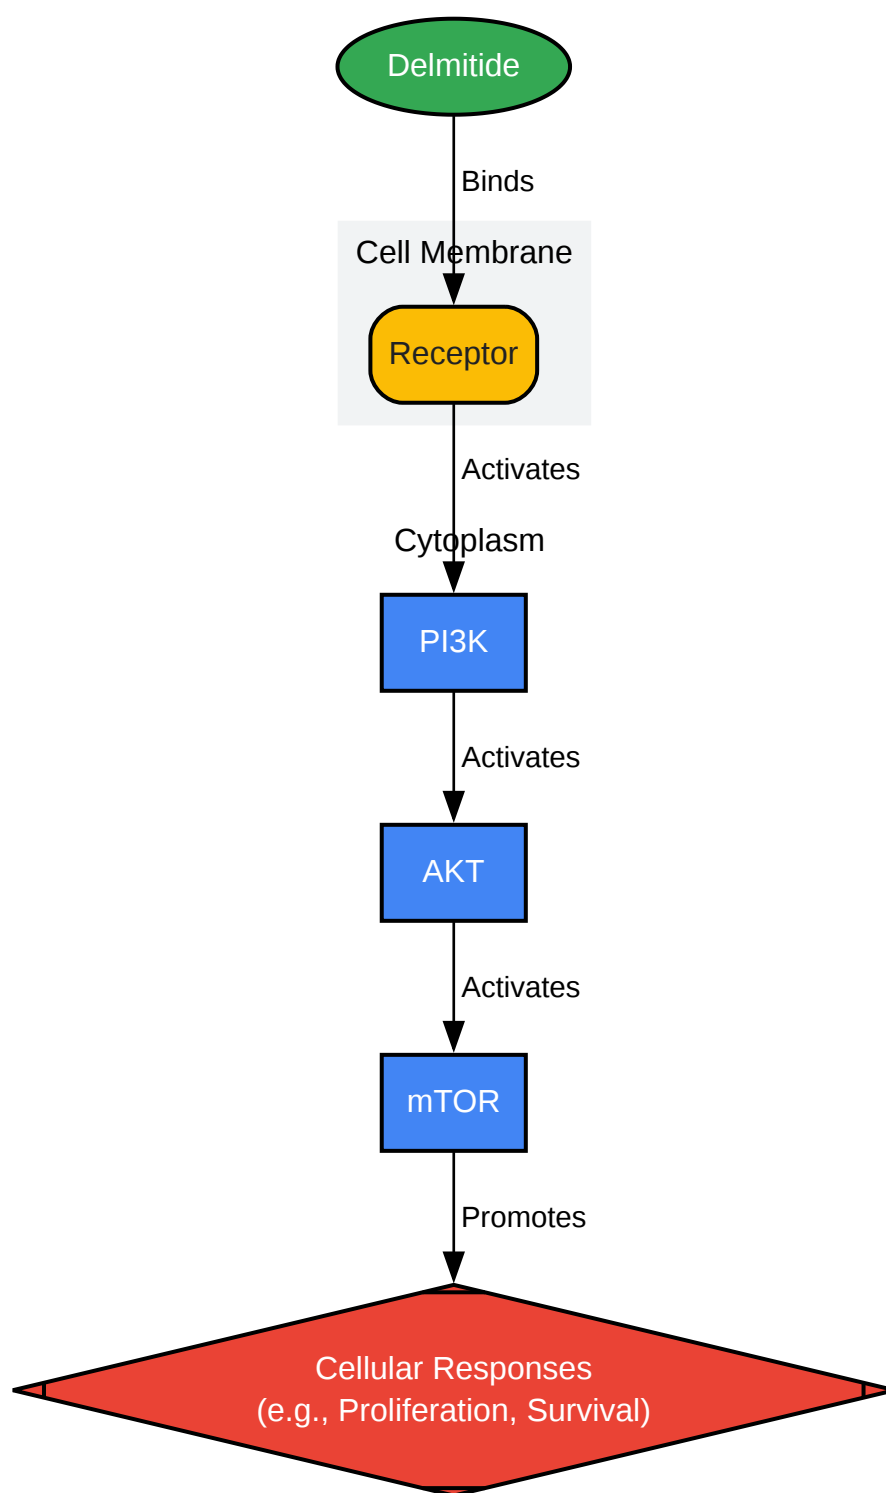 Delmitide
Binds
Cell Membrane
Receptor
Activates
Cytoplasm
PI3K
Activates
AKT
Activates
mTOR
Promotes
Cellular Responses
(e.g., Proliferation, Survival)